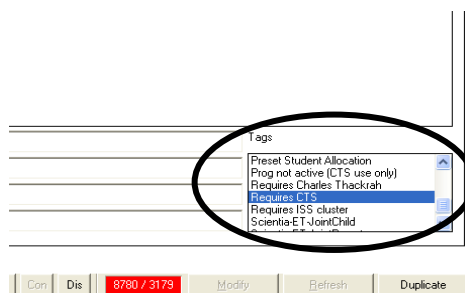 Tags
Preset Student Allocation
Prog not active (CTS use only)
Requires Charles Thackrah
Requires CTS
Requires ISS cluster
Scientia-ET-JointChild
Con Dis 8780 / 3179 Modify Refresh Duplicate